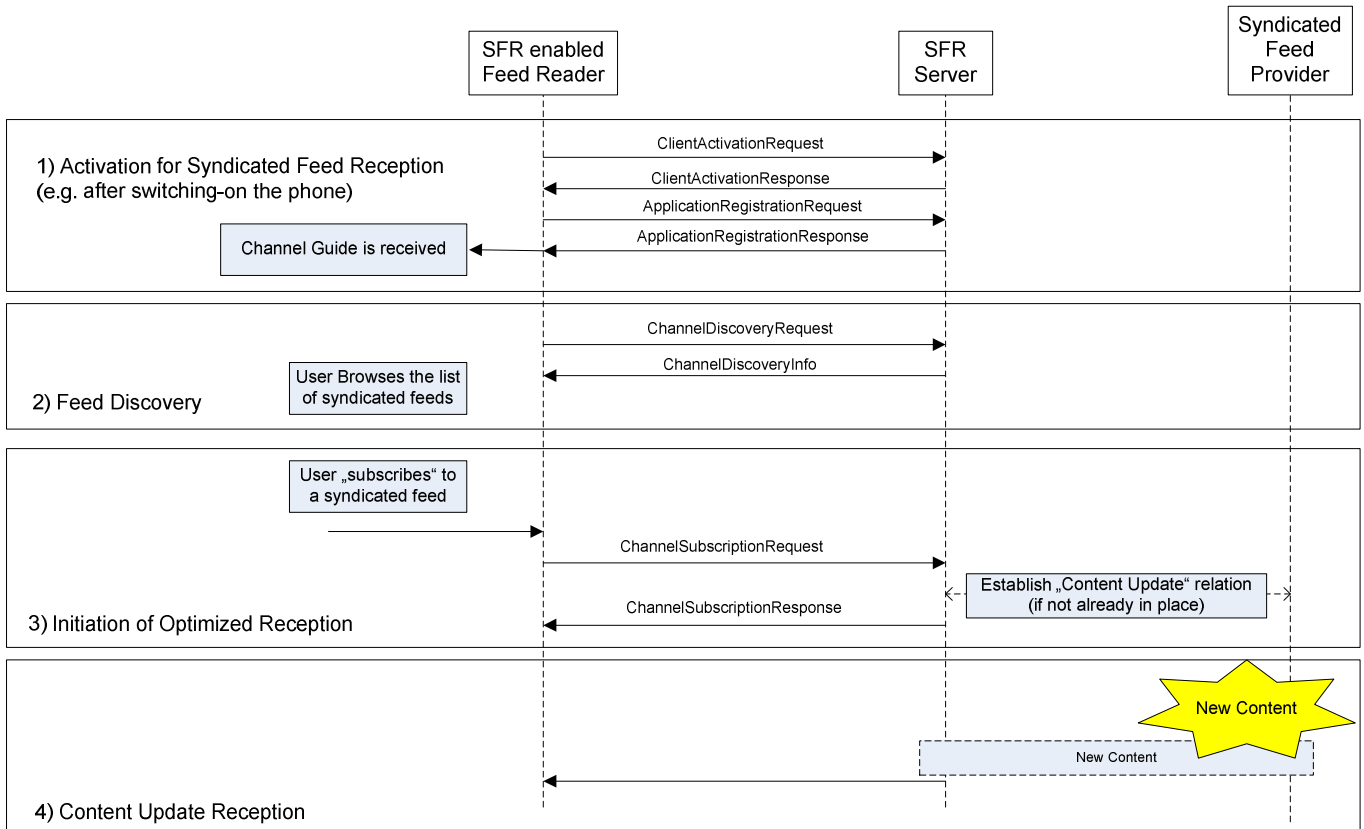 SFR enabled
Feed Reader
SFR
Server
Syndicated
Feed
Provider
1) Activation for Syndicated Feed Reception
(e.g. after switching-on the phone)
ClientActivationRequest
ClientActivationResponse
ApplicationRegistrationRequest
ApplicationRegistrationResponse
Channel Guide is received
ChannelDiscoveryRequest
ChannelDiscoveryInfo
User Browses the list
of syndicated feeds
2) Feed Discovery
User „subscribes“ to
a syndicated feed
ChannelSubscriptionRequest
Establish „Content Update“ relation
(if not already in place)
ChannelSubscriptionResponse
3) Initiation of Optimized Reception
New Content
New Content
4) Content Update Reception